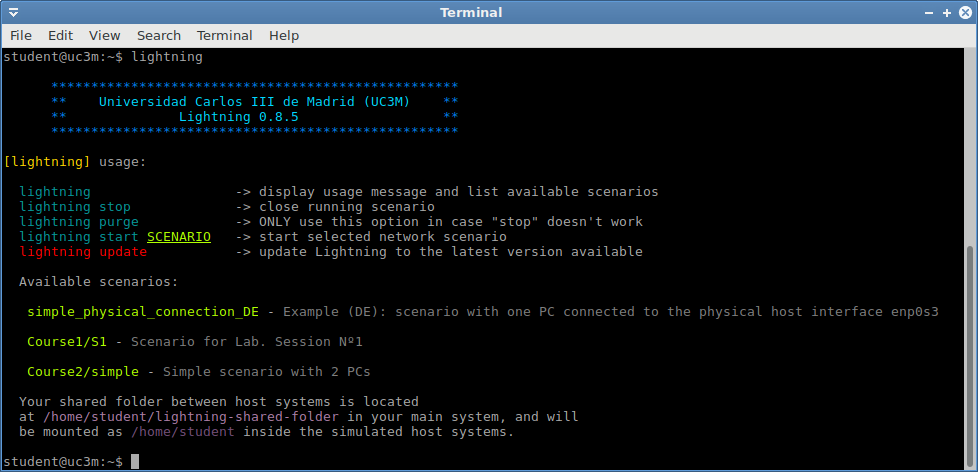 Terminal
File Edit View Search Terminal Help
student@uc3m:~$ lightning
***************************************************
** Universidad Carlos III de Madrid (UC3M) **
** Lightning 0.8.5 **
***************************************************
[lightning] usage:
lightning -> display usage message and list available scenarios
lightning stop -> close running scenario
lightning purge -> ONLY use this option in case "stop" doesn't work
lightning start SCENARIO -> start selected network scenario
lightning update -> update Lightning to the latest version available
Available scenarios:
simple_physical_connection_DE - Example (DE): scenario with one PC connected to the physical host interface enp0s3
Course1/S1 - Scenario for Lab. Session Nº1
Course2/simple - Simple scenario with 2 PCs
Your shared folder between host systems is located
at /home/student/lightning-shared-folder in your main system, and will
be mounted as /home/student inside the simulated host systems.
student@uc3m:~$